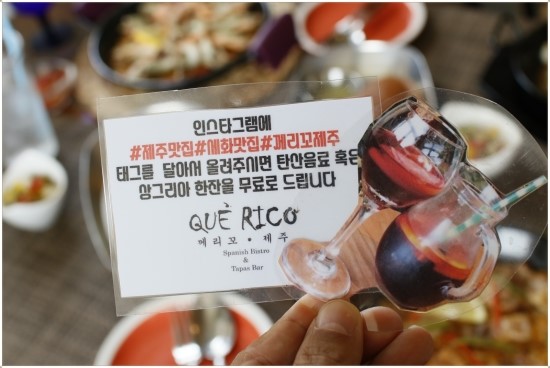 인스타그램에
#제주맛집#세화맛집#께리꼬제주
태그를 달아서 올려주시면 탄산음료 혹은
상그리아 한잔을 무료로 드립니다
QUÈ RICO
께리꼬·제주
Spanish Bistro
&
Tapas Bar